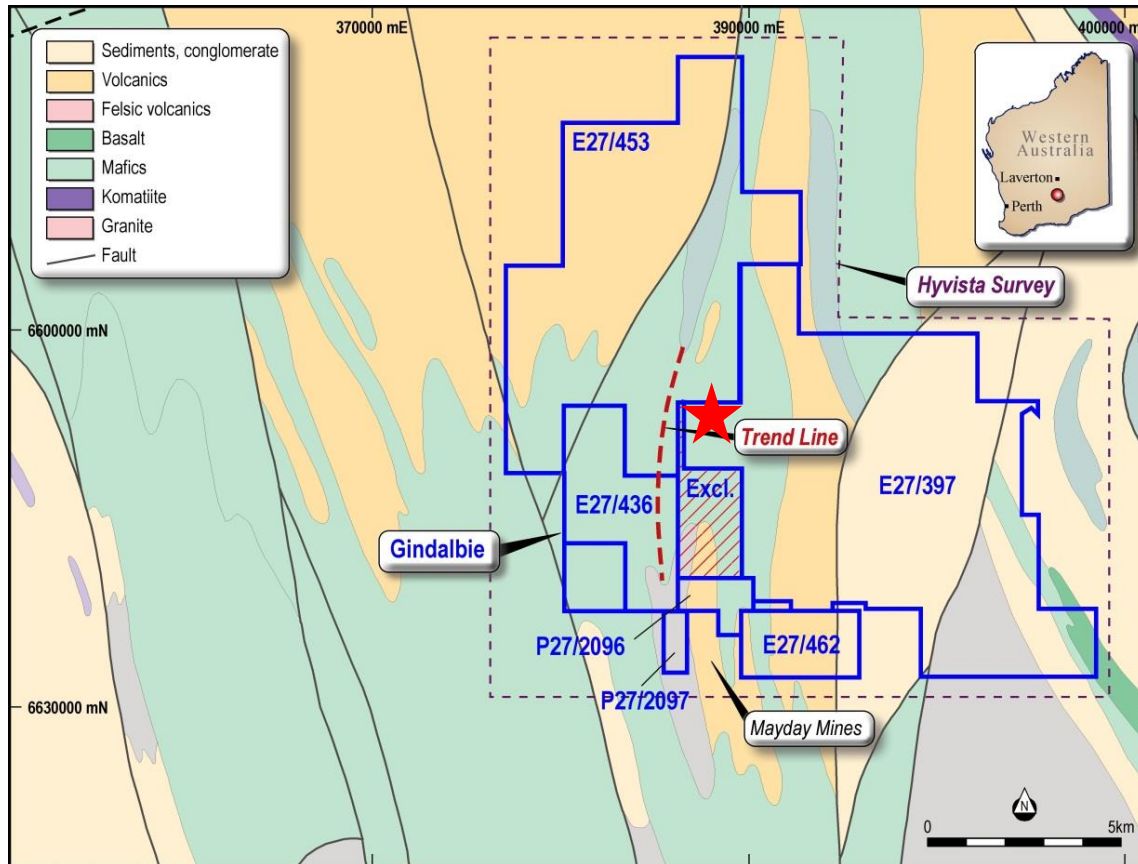 370000 mE
390000 mE
400000 m
Sediments, conglomerate
Volcanics
Felsic volcanics
Basalt
Mafics
Komatiite
Granite
Fault
E27/453
Western
Australia
Laverton
Perth
Hyvista Survey
6600000 mN
Trend Line
E27/436
Excl.
E27/397
Gindalbie
P27/2096
E27/462
P27/2097
6630000 mN
Mayday Mines
N
0
5km